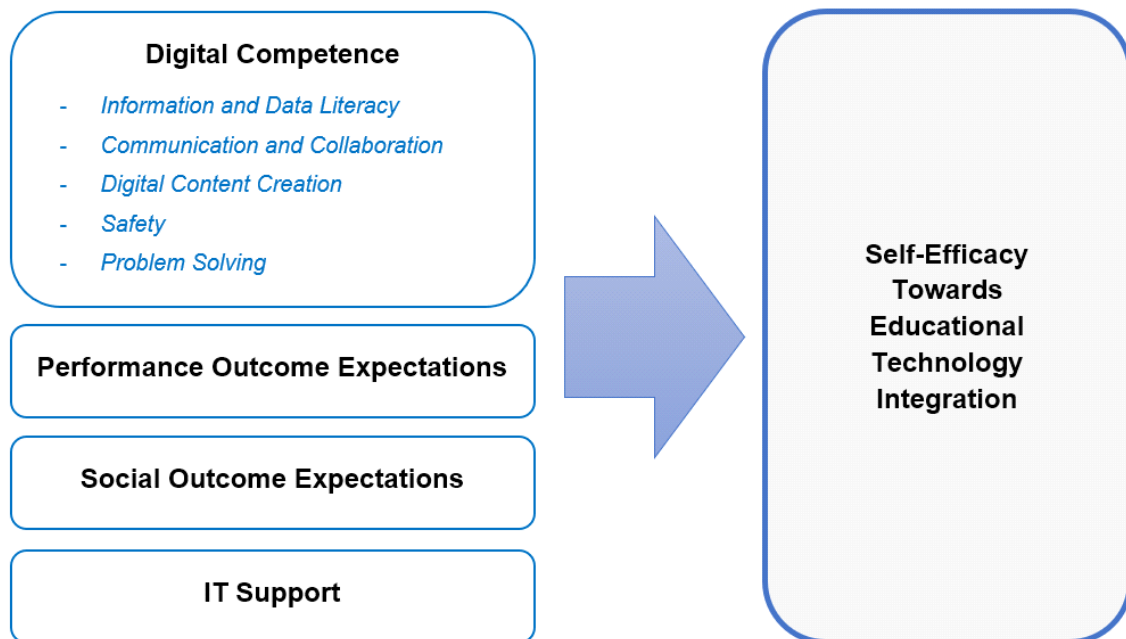 Digital Competence
- Information and Data Literacy
- Communication and Collaboration
- Digital Content Creation
- Safety
- Problem Solving
Performance Outcome Expectations
Social Outcome Expectations
IT Support
Self-Efficacy
Towards
Educational
Technology
Integration